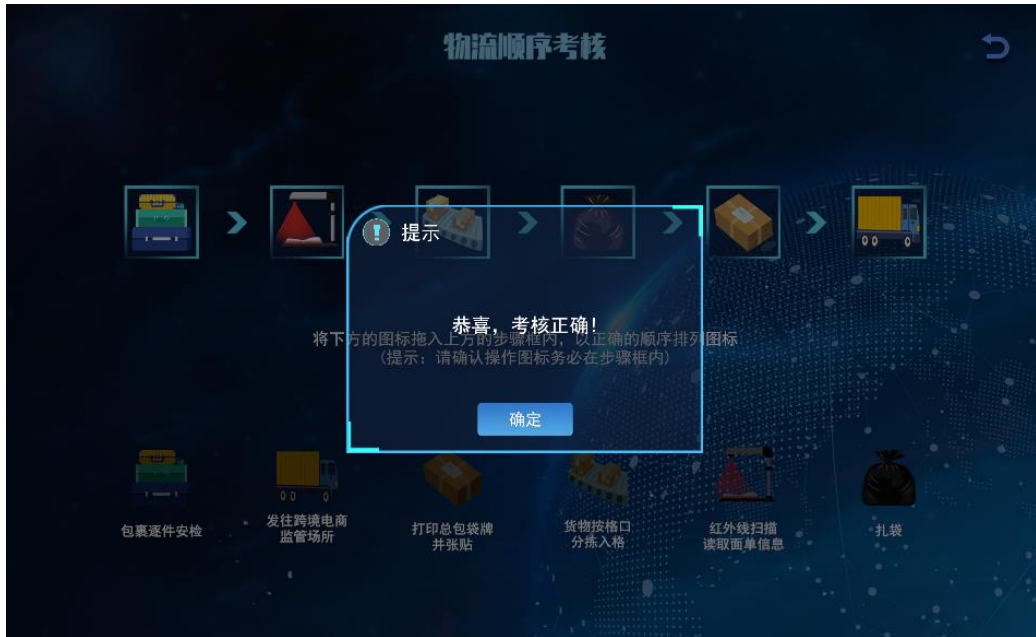 物流顺序考核
提示
恭喜，考核正确！
将下方的图标拖入上方的步骤框内，以正确的顺序排列图标
(提示：请确认操作图标务必在步骤框内)
确定
包裹逐件安检
发往跨境电商
监管场所
打印总包袋牌
并张贴
货物按格口
分拣入格
红外线扫描
读取面单信息
扎袋